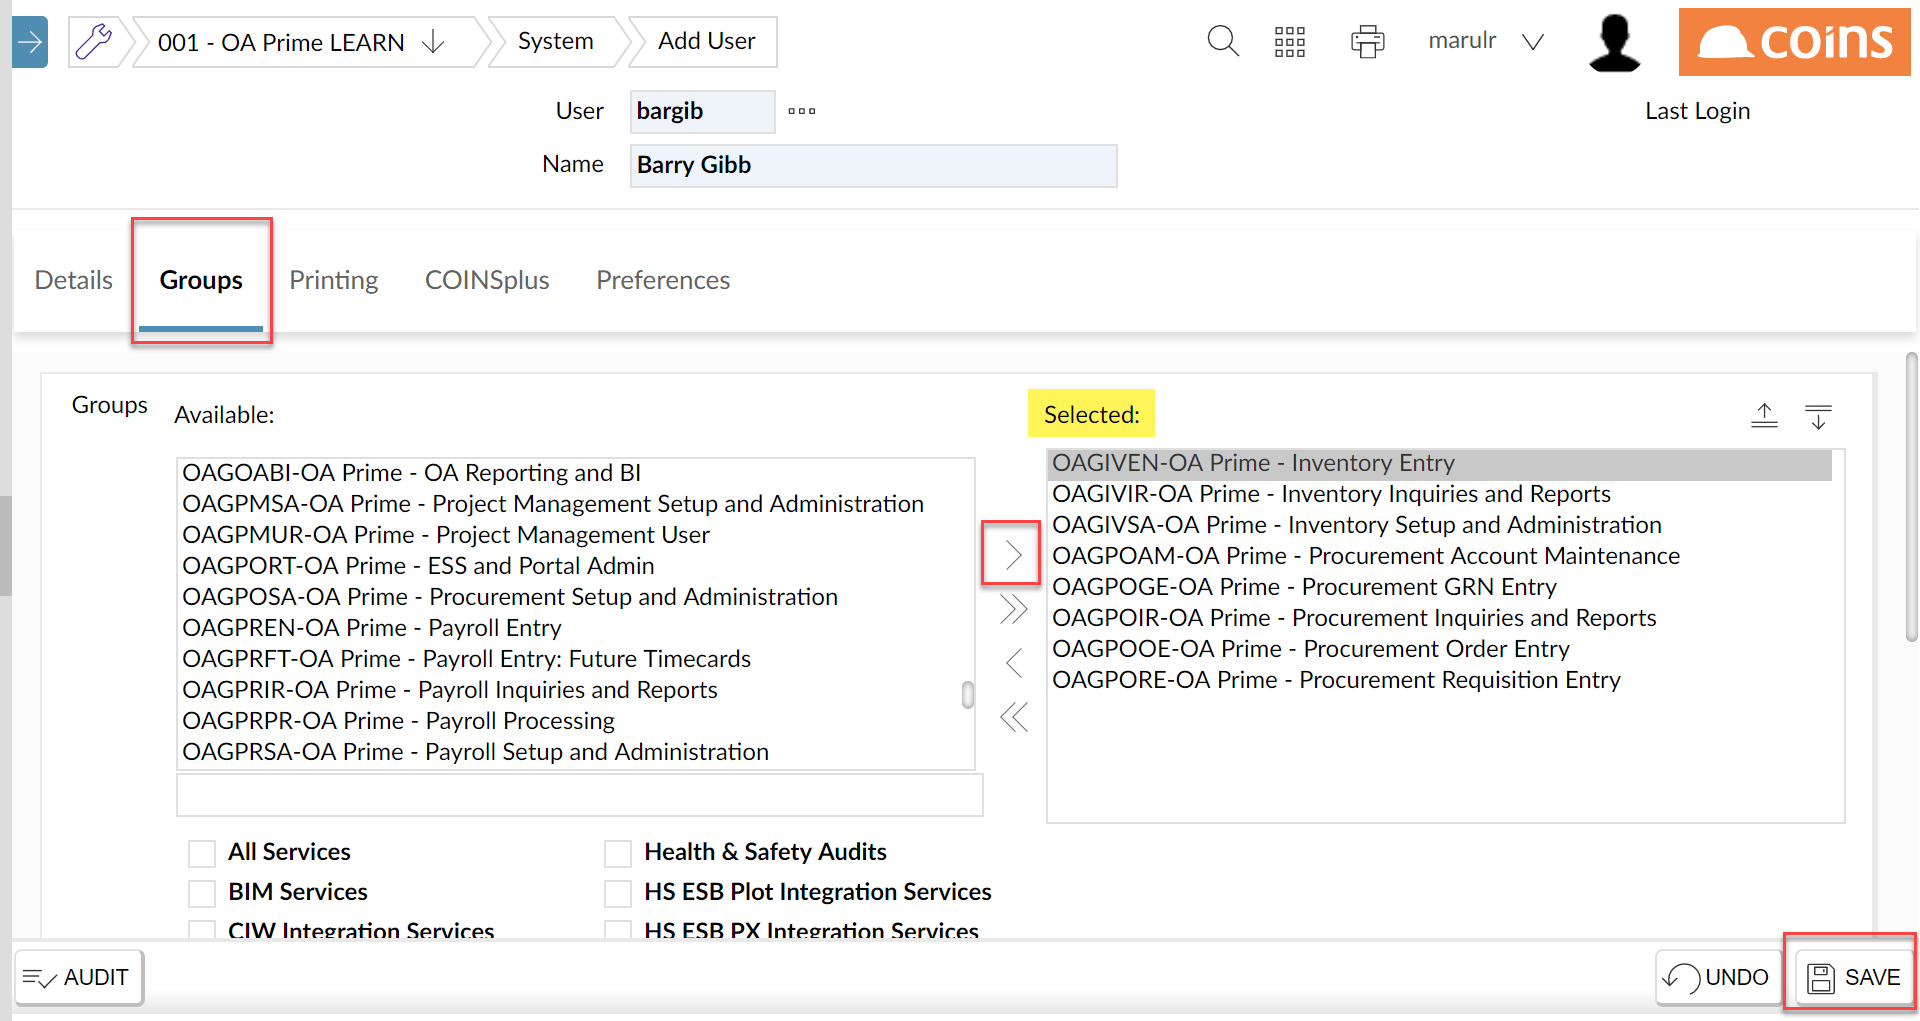 001 - OA Prime LEARN
System
Add User
marulr
coins
User
bargib
Last Login
Name
Barry Gibb
Details
Groups
Printing
COINSplus
Preferences
Groups
Available:
Selected:
OAGOABI-OA Prime - OA Reporting and BI
OAGPMSA-OA Prime - Project Management Setup and Administration
OAGPMUR-OA Prime - Project Management User
OAGPORT-OA Prime - ESS and Portal Admin
OAGPOSA-OA Prime - Procurement Setup and Administration
OAGPREN-OA Prime - Payroll Entry
OAGPRFT-OA Prime - Payroll Entry: Future Timecards
OAGPRIR-OA Prime - Payroll Inquiries and Reports
OAGPRPR-OA Prime - Payroll Processing
OAGPRSA-OA Prime - Payroll Setup and Administration
OAGIVEN-OA Prime - Inventory Entry
OAGIVIR-OA Prime - Inventory Inquiries and Reports
OAGIVSA-OA Prime - Inventory Setup and Administration
OAGPOAM-OA Prime - Procurement Account Maintenance
OAGPOGE-OA Prime - Procurement GRN Entry
OAGPOIR-OA Prime - Procurement Inquiries and Reports
OAGPOOE-OA Prime - Procurement Order Entry
OAGPORE-OA Prime - Procurement Requisition Entry
All Services
Health & Safety Audits
BIM Services
HS ESB Plot Integration Services
CIW Integration Services
HS ESB PX Integration Services
AUDIT
UNDO
SAVE